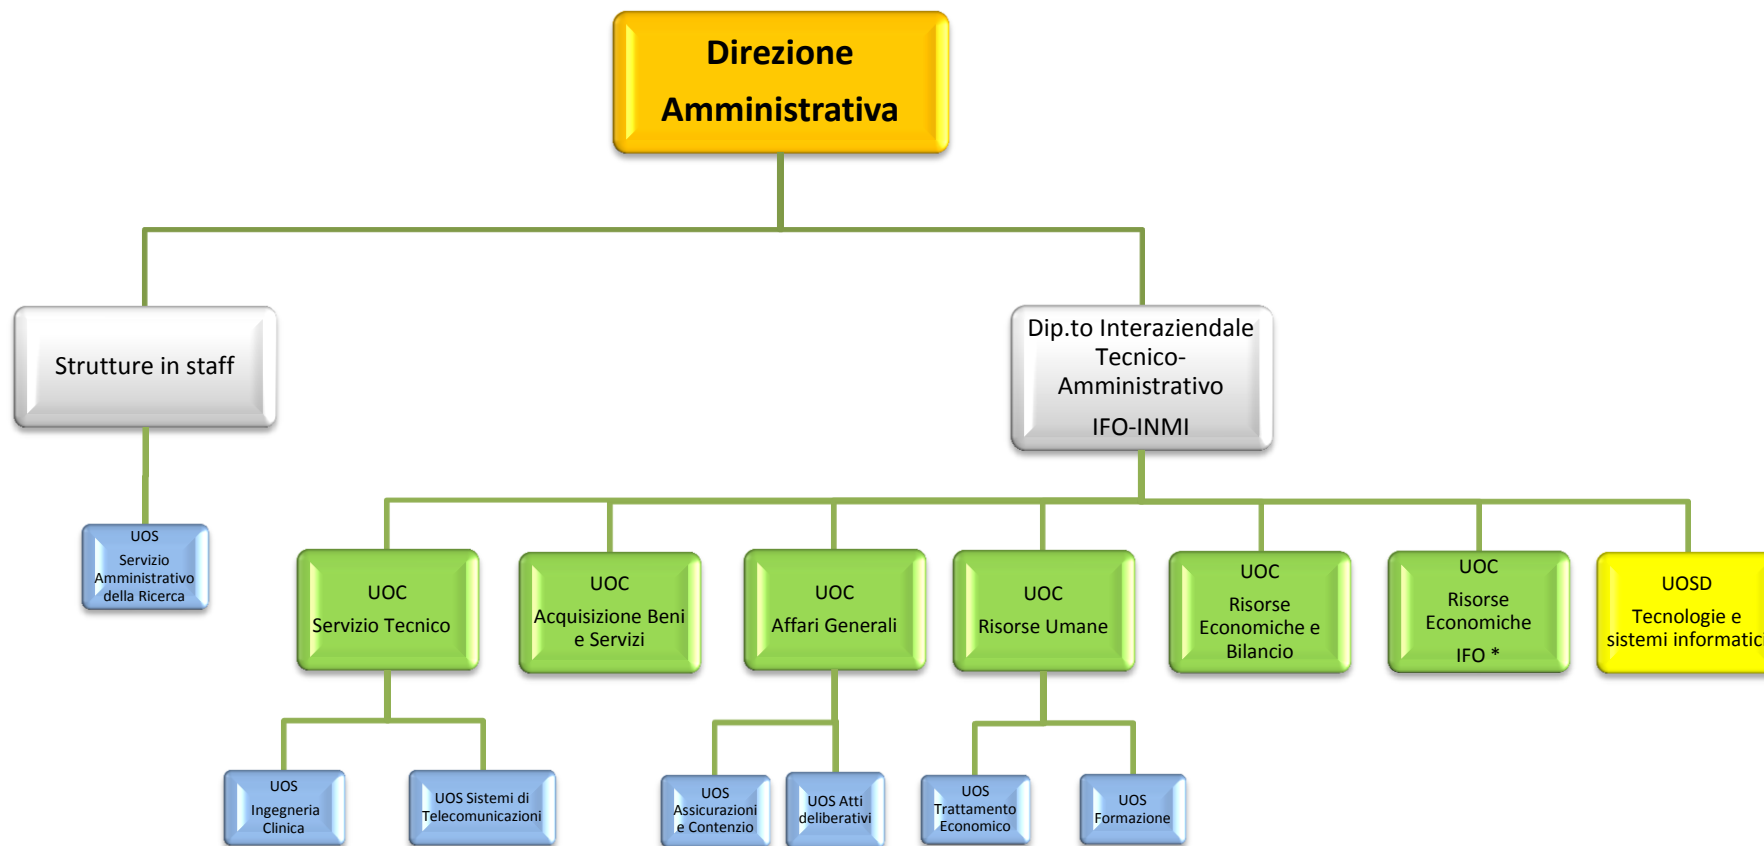 Direzione
Amministrativa
Strutture in staff
Dip.to Interaziendale
Tecnico-
Amministrativo
IFO-INMI
UOS
Servizio
Amministrativo
della Ricerca
UOC
Servizio Tecnico
UOC
Acquisizione Beni
e Servizi
UOC
Affari Generali
UOC
Risorse Umane
UOC
Risorse
Economiche e
Bilancio
UOC
Risorse
Economiche
IFO *
UOSD
Tecnologie e
sistemi informatici
UOS
Ingegneria
Clinica
UOS Sistemi di
Telecomunicazioni
UOS
Assicurazioni
e Contenzio
UOS Atti
deliberativi
UOS
Trattamento
Economico
UOS
Formazione